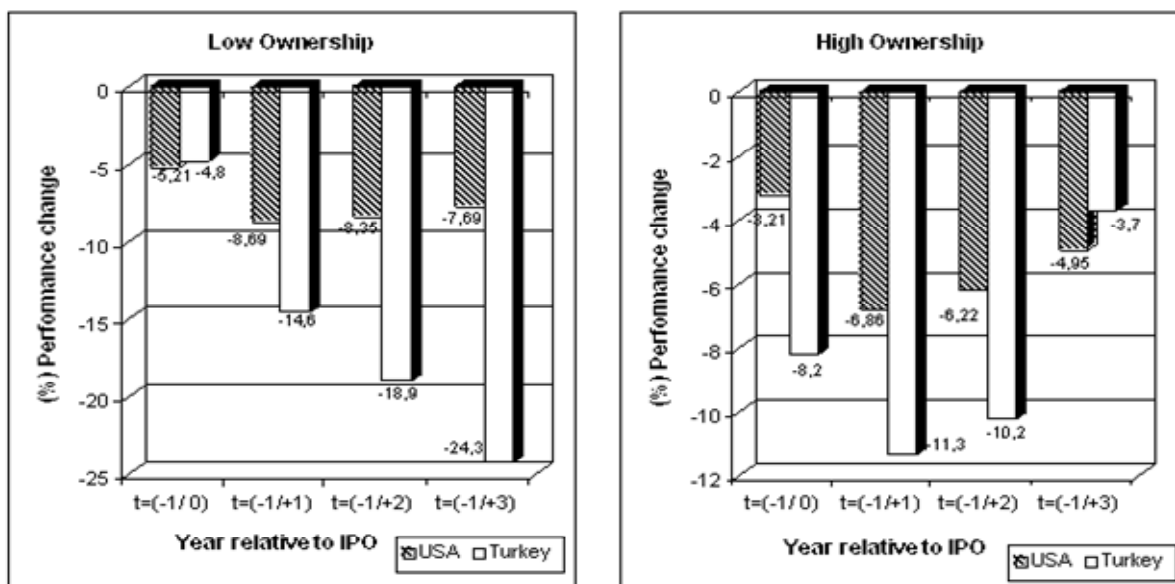 Low Ownership
(%) Performance change
0
-5
-10
-15
-20
-25
-5,21
-4,8
-8,69
-14,6
-8,35
-18,9
-7,69
-24,3
t=(-1/ 0) t=(-1/+1) t=(-1/+2) t=(-1/+3)
Year relative to IPO
USA Turkey
High Ownership
(%) Perfomance change
0
-2
-4
-6
-8
-10
-12
-3,21
-8,2
-6,86
-11,3
-6,22
-10,2
-4,95
-3,7
t=(-1/ 0) t=(-1/+1) t=(-1/+2) t=(-1/+3)
Year relative to IPO
USA Turkey